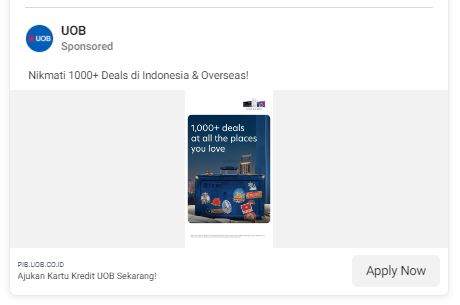 UOB
UOB
Sponsored
Nikmati 1000+ Deals di Indonesia & Overseas!
1,000+ deals
at all the places
you love
PIB.UOB.CO.ID
Ajukan Kartu Kredit UOB Sekarang!
Apply Now